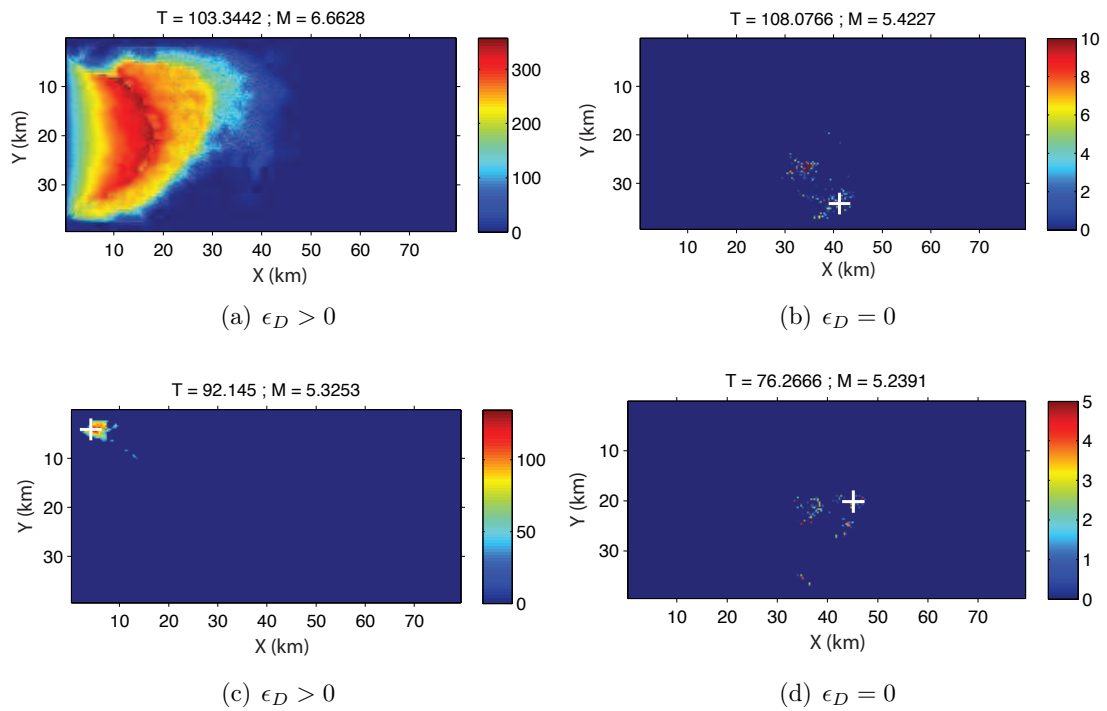 T = 103.3442 ; M = 6.6628
Y (km)
10
20
30
10 20 30 40 50 60 70
X (km)
300
200
100
0
(a) ϵ_D > 0
T = 108.0766 ; M = 5.4227
Y (km)
10
20
30
10 20 30 40 50 60 70
X (km)
10
8
6
4
2
0
(b) ϵ_D = 0
T = 92.145 ; M = 5.3253
Y (km)
10
20
30
10 20 30 40 50 60 70
X (km)
100
50
0
(c) ϵ_D > 0
T = 76.2666 ; M = 5.2391
Y (km)
10
20
30
10 20 30 40 50 60 70
X (km)
5
4
3
2
1
0
(d) ϵ_D = 0